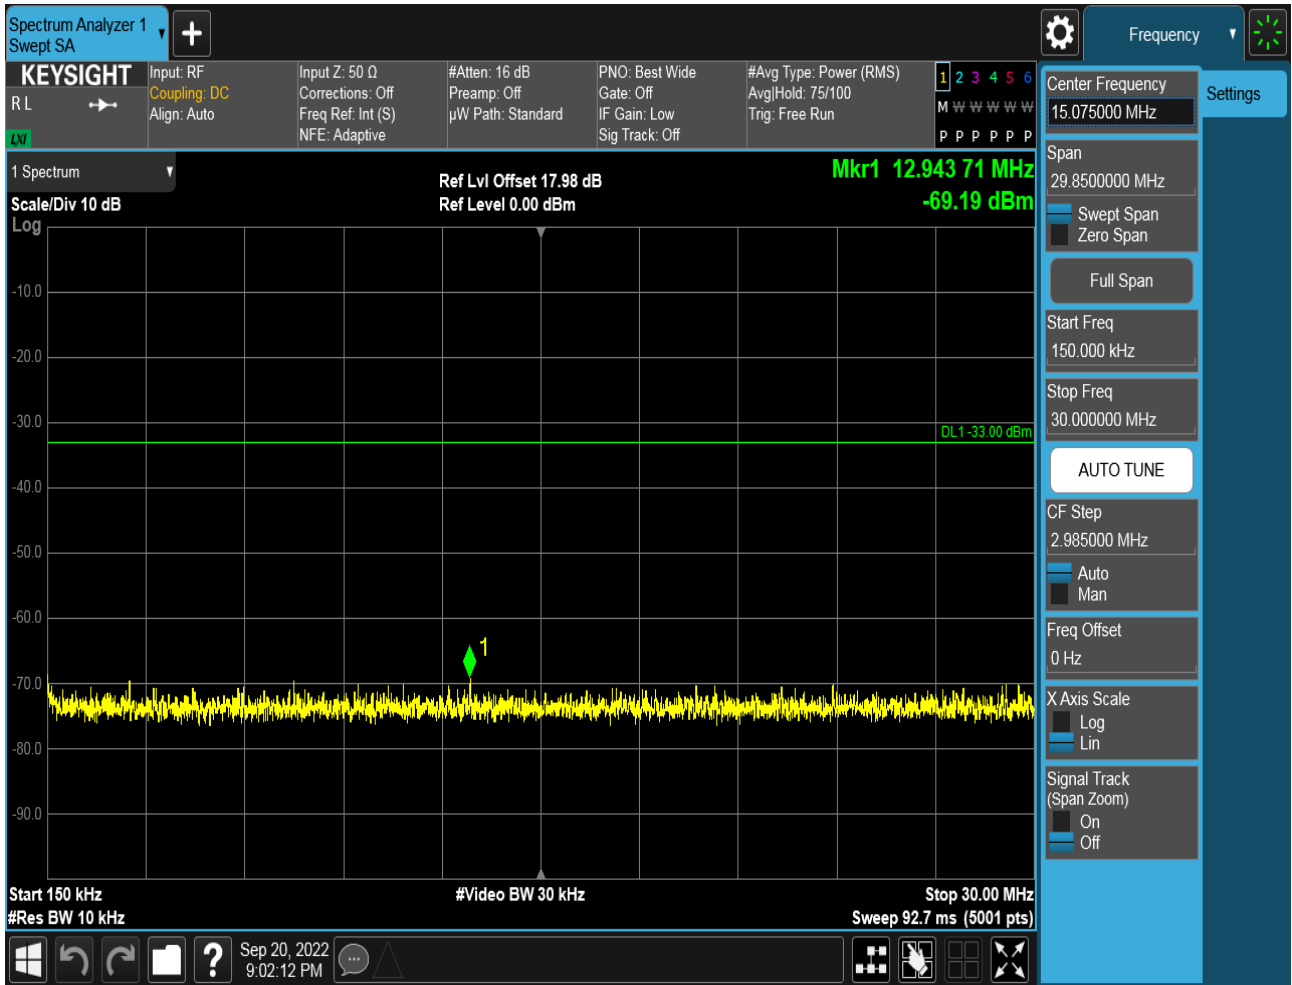 Spectrum Analyzer 1
Swept SA
+
Frequency
KEYSIGHT
R L
LXI
Input: RF
Coupling: DC
Align: Auto
Input Z: 50 Ω
Corrections: Off
Freq Ref: Int (S)
NFE: Adaptive
#Atten: 16 dB
Preamp: Off
µW Path: Standard
PNO: Best Wide
Gate: Off
IF Gain: Low
Sig Track: Off
#Avg Type: Power (RMS)
Avg|Hold: 75/100
Trig: Free Run
1 2 3 4 5 6
M W W W W W
P P P P P P
1 Spectrum
Scale/Div 10 dB
Log
Ref Lvl Offset 17.98 dB
Ref Level 0.00 dBm
Mkr1 12.943 71 MHz
-69.19 dBm
-10.0
-20.0
-30.0
DL1 -33.00 dBm
-40.0
-50.0
-60.0
1
-70.0
-80.0
-90.0
Start 150 kHz
#Video BW 30 kHz
Stop 30.00 MHz
#Res BW 10 kHz
Sweep 92.7 ms (5001 pts)
?
Sep 20, 2022
9:02:12 PM
Center Frequency
15.075000 MHz
Settings
Span
29.8500000 MHz
Swept Span
Zero Span
Full Span
Start Freq
150.000 kHz
Stop Freq
30.000000 MHz
AUTO TUNE
CF Step
2.985000 MHz
Auto
Man
Freq Offset
0 Hz
X Axis Scale
Log
Lin
Signal Track
(Span Zoom)
On
Off